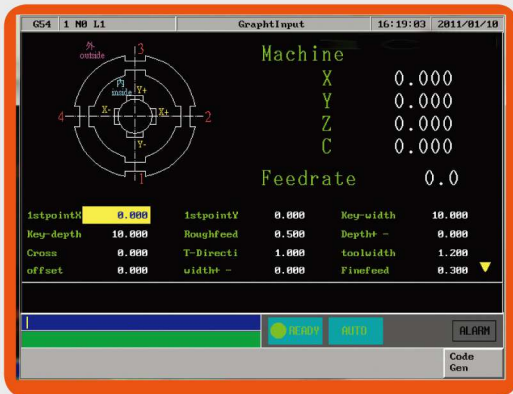 G54 1 N0 L1 GraphtInput 16:19:03 2011/01/10
外
outside
3
Machine
内
inside
Y+
X 0.000
Y 0.000
4 X- X+ 2
Z 0.000
Y-
C 0.000
1
Feedrate 0.0
1stpointX 0.000 1stpointY 0.000 Key-width 10.000
Key-depth 10.000 Roughfeed 0.500 Depth+ - 0.000
Cross 0.000 T-Directi 1.000 toolwidth 1.200
offset 0.000 width+ - 0.000 Finefeed 0.300
READY AUTO ALARM
Code
Gen